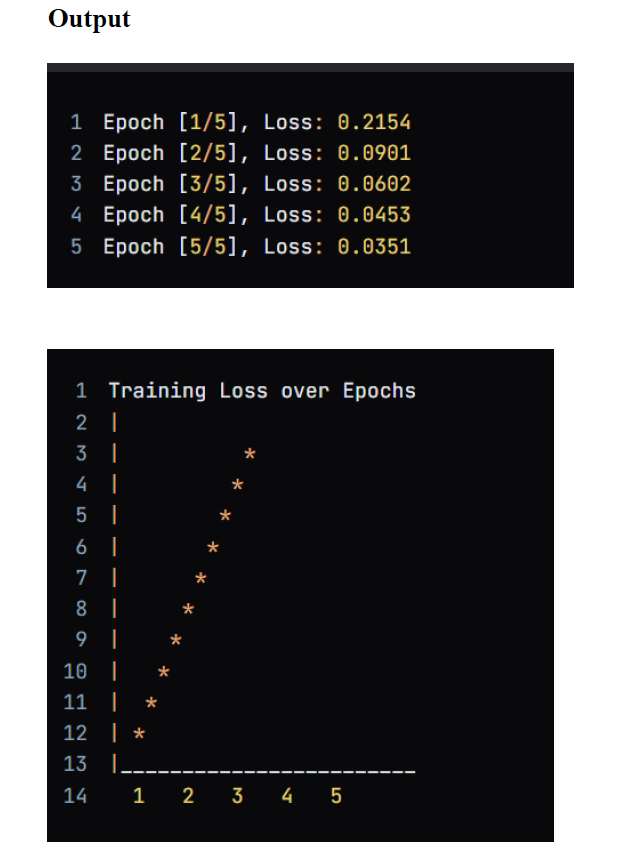 Output
1 Epoch [1/5], Loss: 0.2154
2 Epoch [2/5], Loss: 0.0901
3 Epoch [3/5], Loss: 0.0602
4 Epoch [4/5], Loss: 0.0453
5 Epoch [5/5], Loss: 0.0351
1 Training Loss over Epochs
2 |
3 |          *
4 |         *
5 |        *
6 |       *
7 |      *
8 |     *
9 |    *
10 |   *
11 |  *
12 | *
13 |________________________
14   1   2   3   4   5